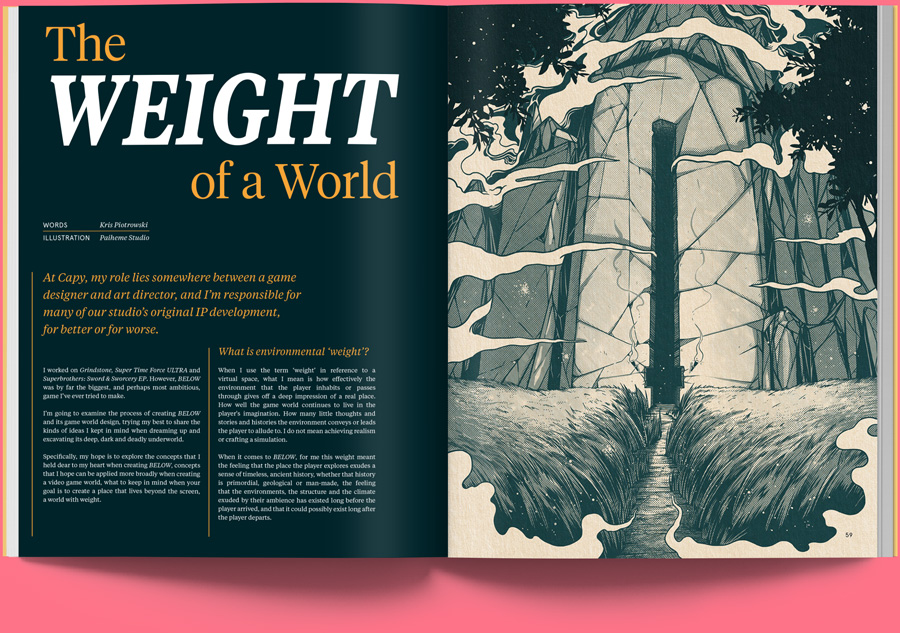 The
WEIGHT
of a World
WORDS Kris Piotrowski
ILLUSTRATION Paiheme Studio
At Capy, my role lies somewhere between a game
designer and art director, and I'm responsible for
many of our studio's original IP development,
for better or for worse.
I worked on Grindstone, Super Time Force ULTRA and
Superbrothers: Sword & Sworcery EP. However, BELOW
was by far the biggest, and perhaps most ambitious,
game I've ever tried to make.
I'm going to examine the process of creating BELOW
and its game world design, trying my best to share the
kinds of ideas I kept in mind when dreaming up and
excavating its deep, dark and deadly underworld.
Specifically, my hope is to explore the concepts that I
held dear to my heart when creating BELOW, concepts
that I hope can be applied more broadly when creating
a video game world, what to keep in mind when your
goal is to create a place that lives beyond the screen,
a world with weight.
What is environmental 'weight'?
When I use the term 'weight' in reference to a
virtual space, what I mean is how effectively the
environment that the player inhabits or passes
through gives off a deep impression of a real place.
How well the game world continues to live in the
player's imagination. How many little thoughts and
stories and histories the environment conveys or leads
the player to allude to. I do not mean achieving realism
or crafting a simulation.
When it comes to BELOW, for me this weight meant
the feeling that the place the player explores exudes a
sense of timeless, ancient history, whether that history
is primordial, geological or man-made, the feeling
that the environments, the structure and the climate
exuded by their ambience has existed long before the
player arrived, and that it could possibly exist long after
the player departs.
59